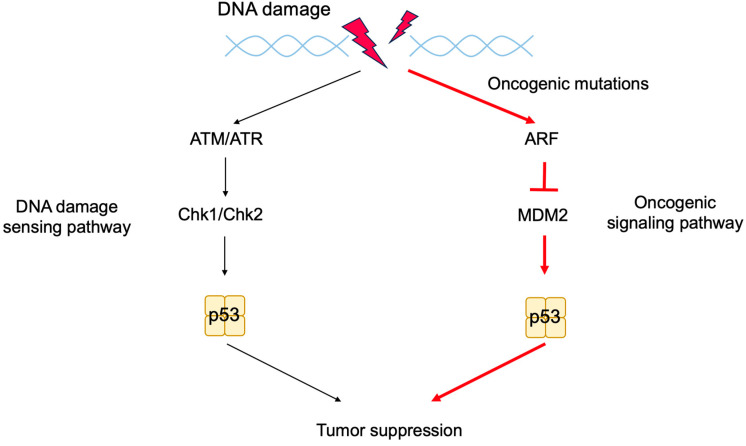 DNA damage
Oncogenic mutations
ATM/ATR
ARF
DNA damage
sensing pathway
Chk1/Chk2
MDM2
Oncogenic
signaling pathway
p53
p53
Tumor suppression